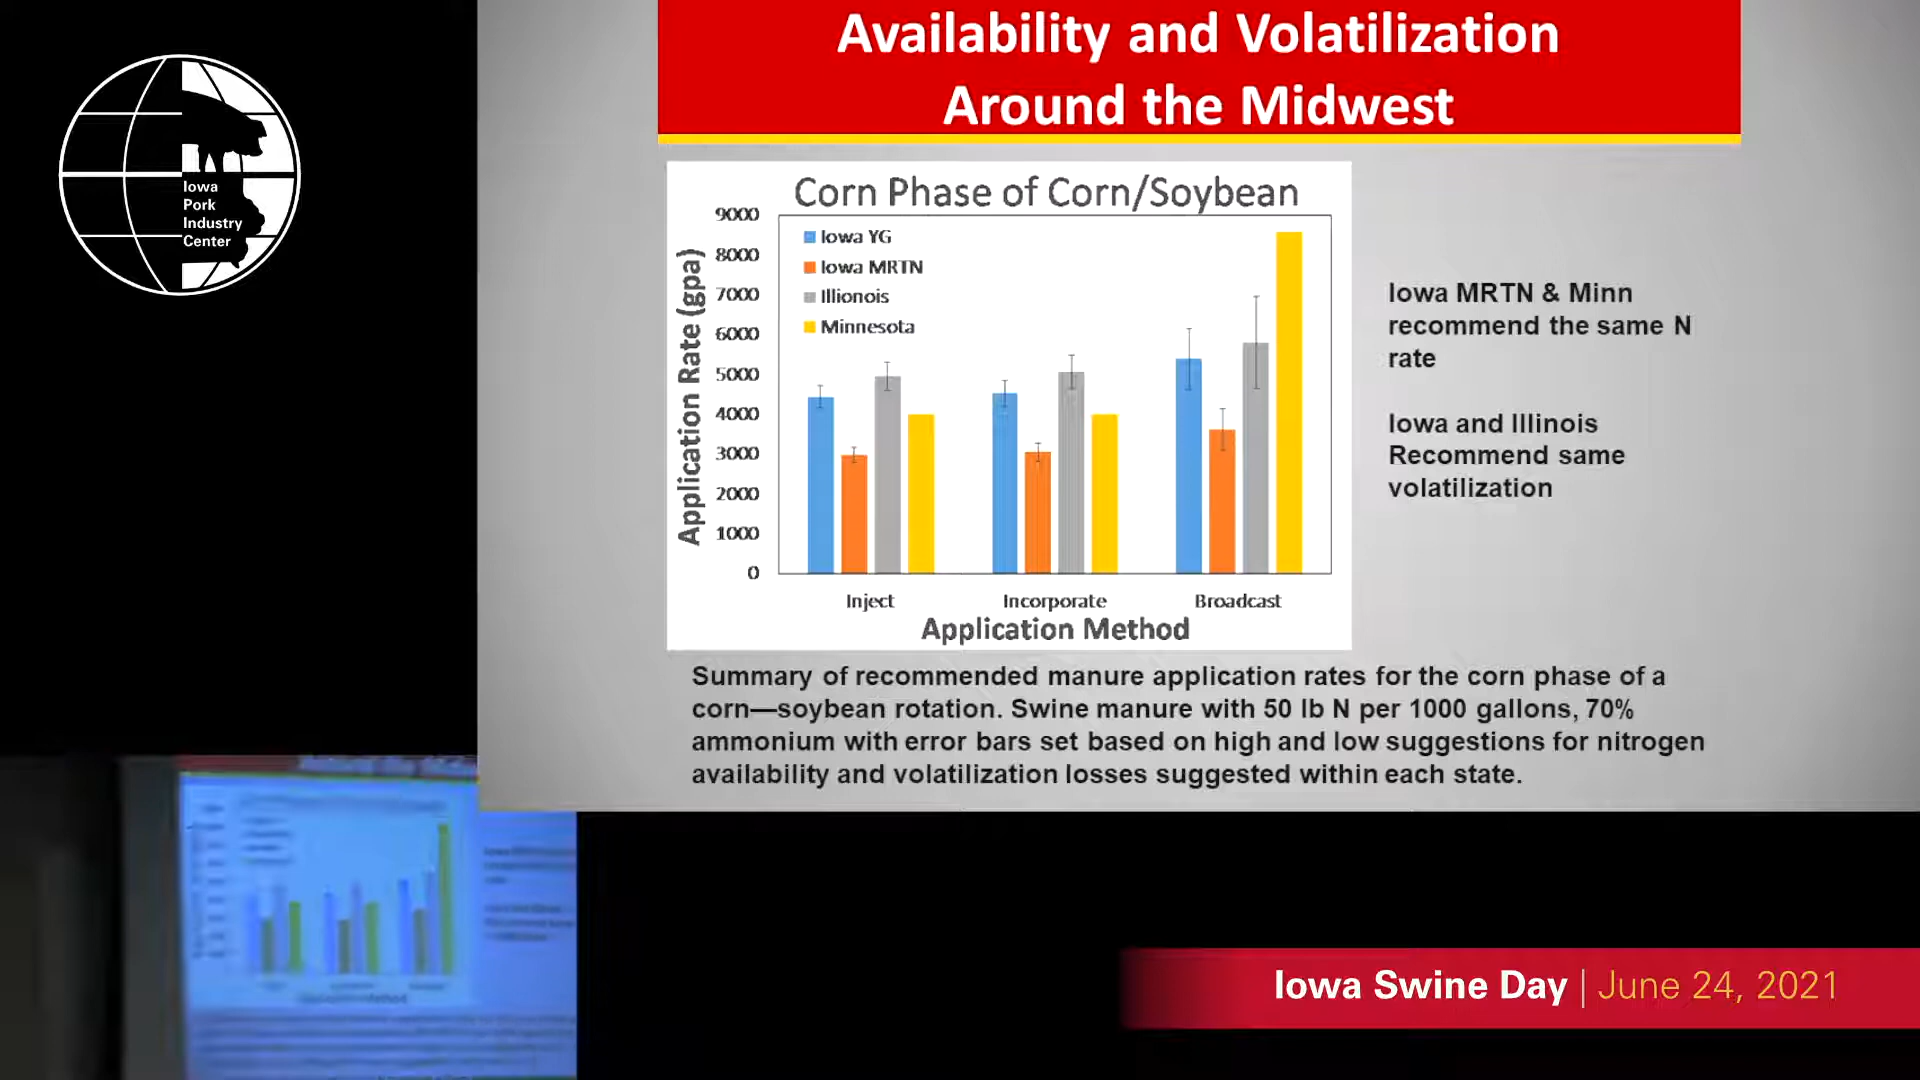 Iowa
Pork
Industry
Center
Availability and Volatilization
Around the Midwest
Corn Phase of Corn/Soybean
Application Rate (gpa)
9000
8000
7000
6000
5000
4000
3000
2000
1000
0
Iowa YG
Iowa MRTN
Illionois
Minnesota
Inject
Incorporate
Broadcast
Application Method
Iowa MRTN & Minn
recommend the same N
rate
Iowa and Illinois
Recommend same
volatilization
Summary of recommended manure application rates for the corn phase of a
corn—soybean rotation. Swine manure with 50 lb N per 1000 gallons, 70%
ammonium with error bars set based on high and low suggestions for nitrogen
availability and volatilization losses suggested within each state.
Iowa Swine Day | June 24, 2021